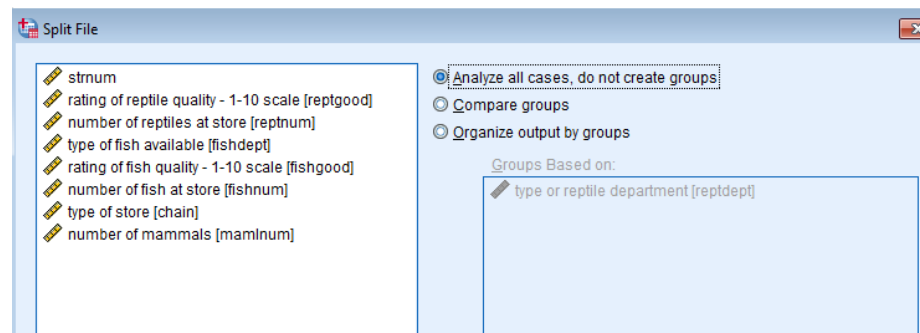 Split File
strnum
rating of reptile quality - 1-10 scale [reptgood]
number of reptiles at store [reptnum]
type of fish available [fishdept]
rating of fish quality - 1-10 scale [fishgood]
number of fish at store [fishnum]
type of store [chain]
number of mammals [mamlnum]
Analyze all cases, do not create groups
Compare groups
Organize output by groups
Groups Based on:
type or reptile department [reptdept]